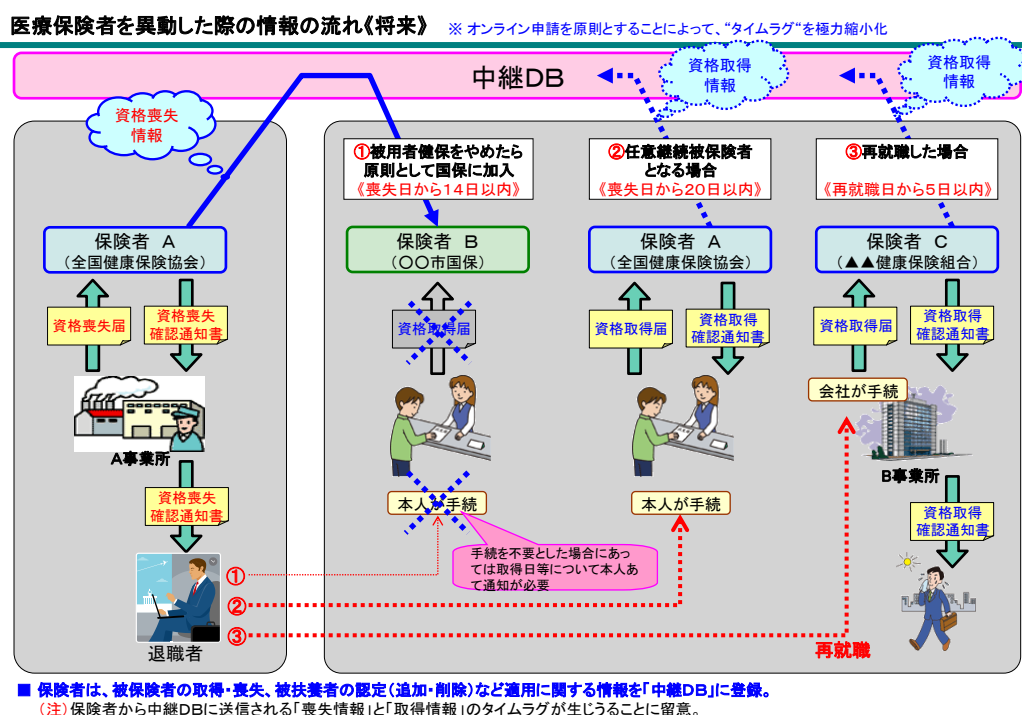 医療保険者を異動した際の情報の流れ《将来》
※ オンライン申請を原則とすることによって、“タイムラグ“を極力縮小化
中継DB
資格喪失
情報
資格取得
情報
資格取得
情報
①被用者健保をやめたら
原則として国保に加入
《喪失日から14日以内》
②任意継続被保険者
となる場合
《喪失日から20日以内》
③再就職した場合
《再就職日から5日以内》
保険者 A
（全国健康保険協会）
保険者 B
（○○市国保）
保険者 A
（全国健康保険協会）
保険者 C
（▲▲健康保険組合）
資格喪失届
資格喪失
確認通知書
資格取得届
資格取得届
資格取得
確認通知書
資格取得届
資格取得
確認通知書
A事業所
会社が手続
B事業所
資格喪失
確認通知書
本人が手続
本人が手続
資格取得
確認通知書
手続を不要とした場合にあっ
ては取得日等について本人あ
て通知が必要
①
②
③
退職者
再就職
■ 保険者は、被保険者の取得・喪失、被扶養者の認定（追加・削除）など適用に関する情報を「中継DB」に登録。
（注）保険者から中継DBに送信される「喪失情報」と「取得情報」のタイムラグが生じうることに留意。